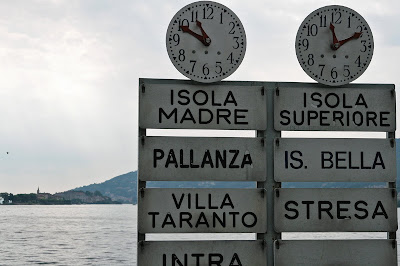 ISOLA
MADRE
PALLANZA
VILLA
TARANTO
INTRA
ISOLA
SUPERIORE
IS. BELLA
STRESA